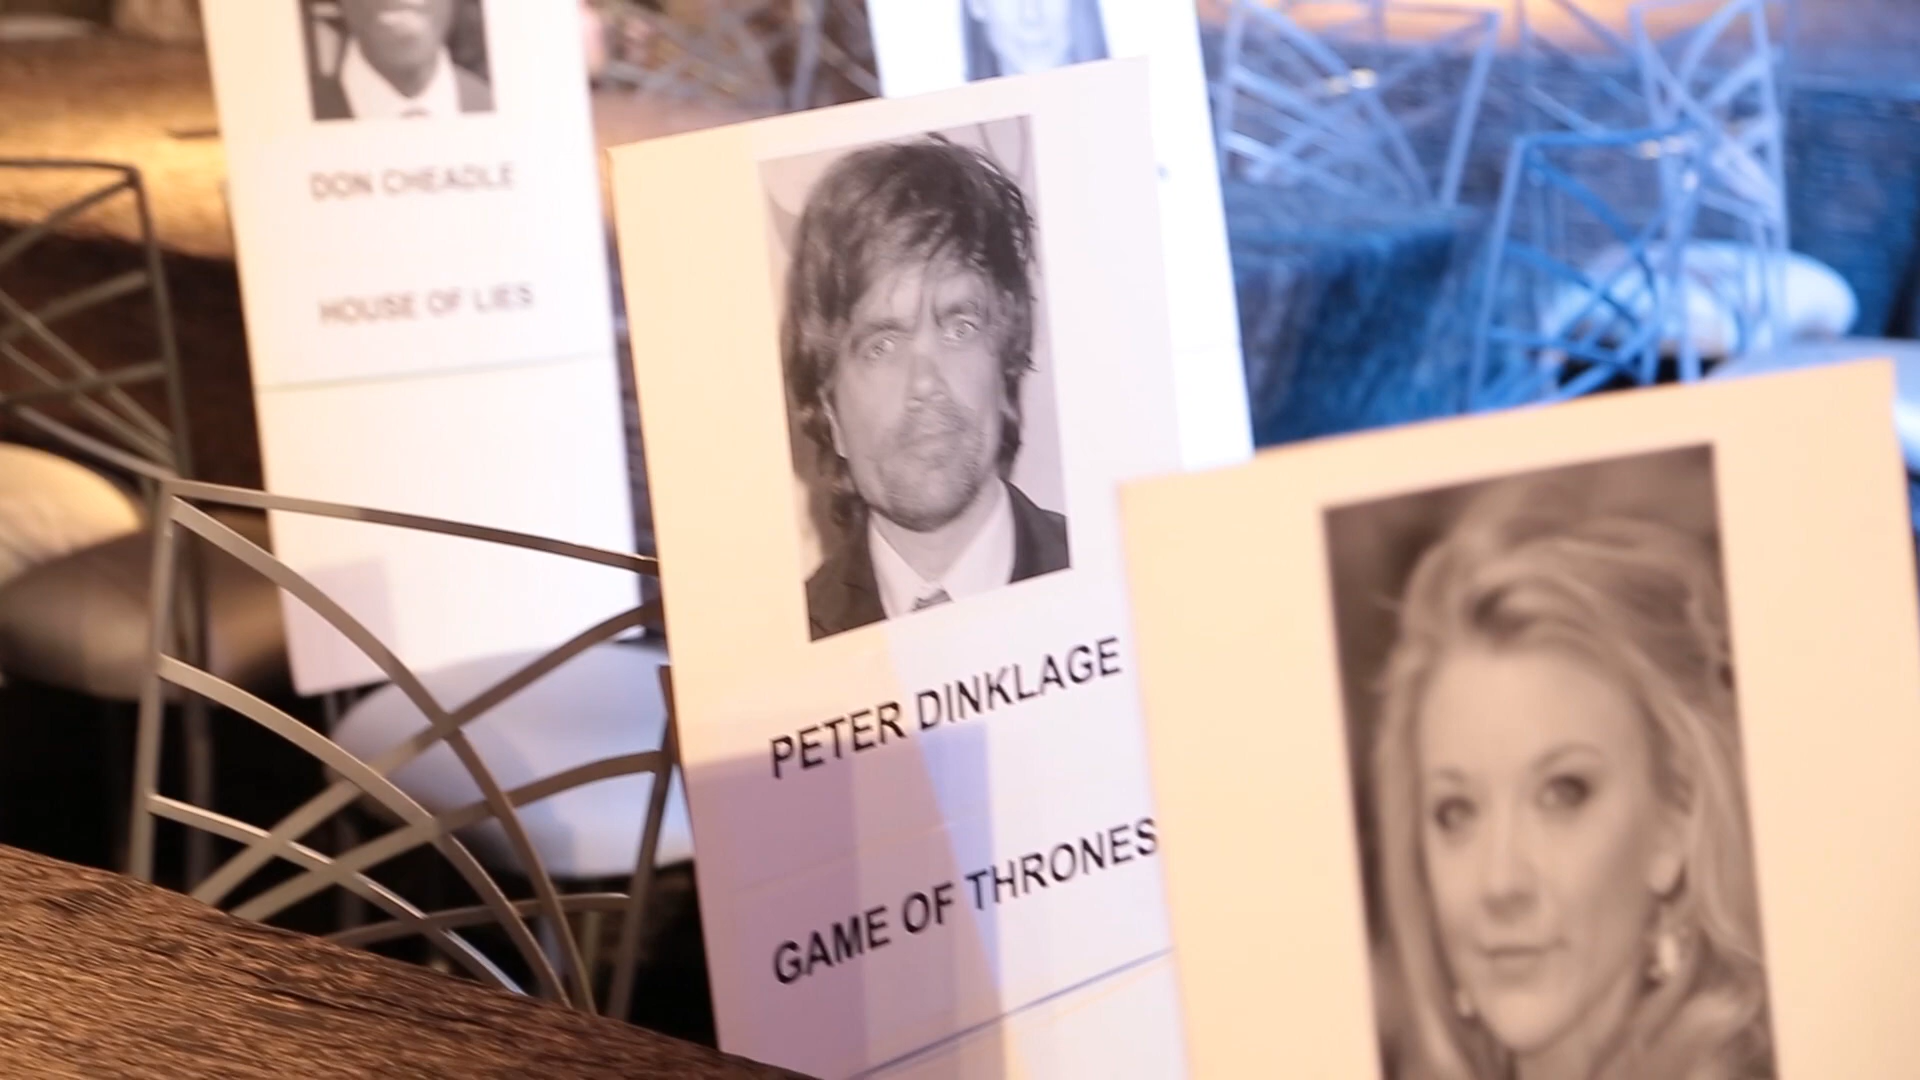 DON CHEADLE
HOUSE OF LIES
PETER DINKLAGE
GAME OF THRONES